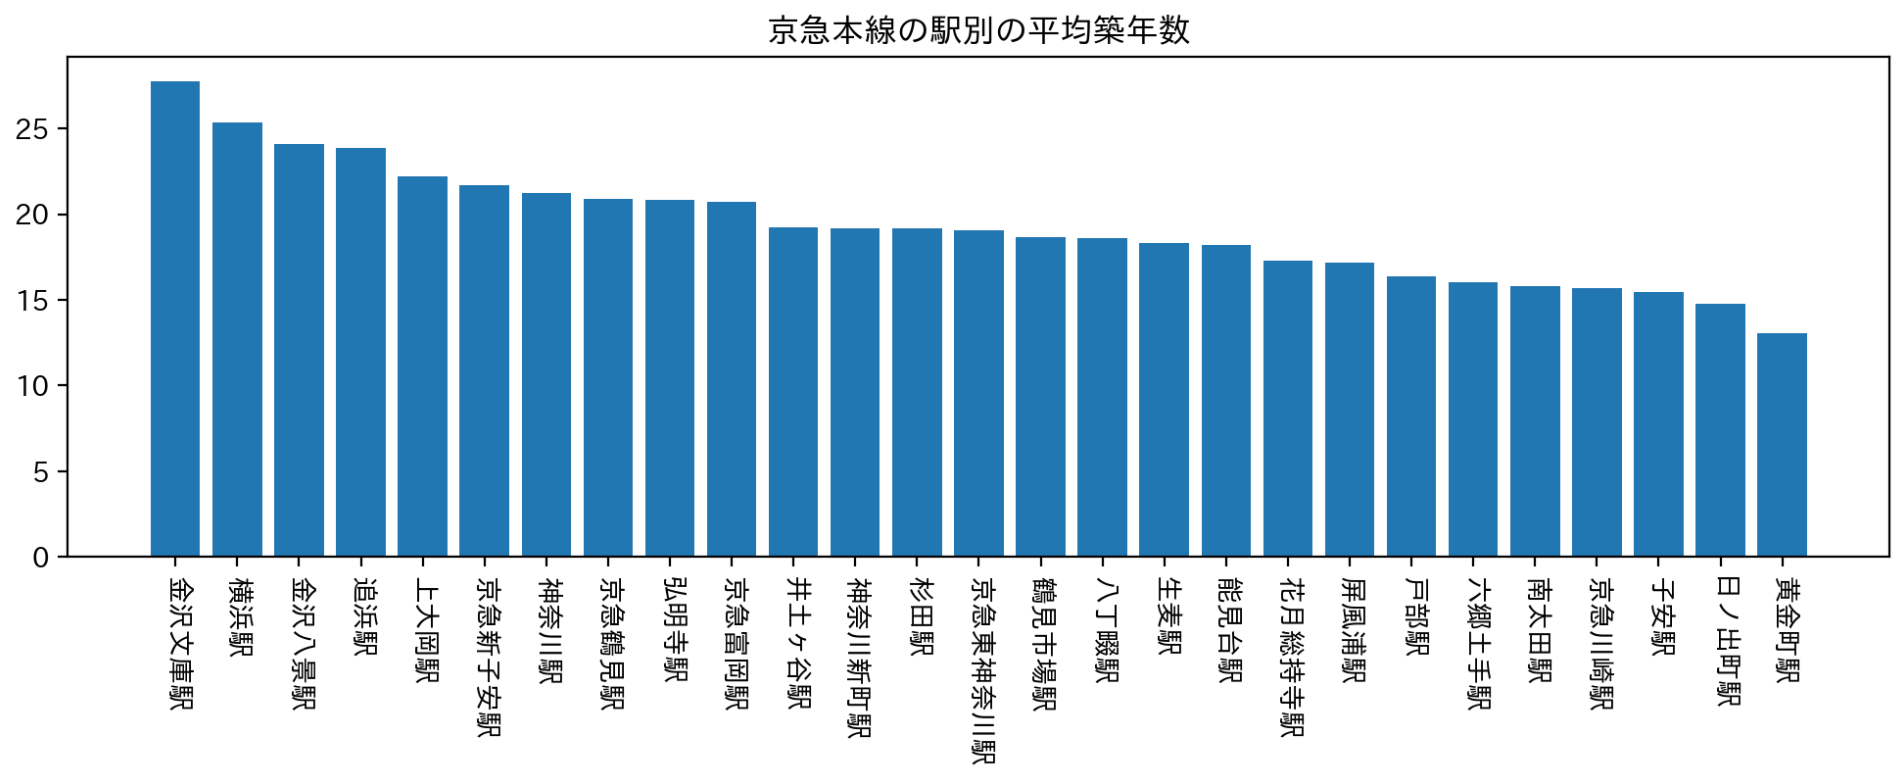 京急本線の駅別の平均築年数
25
20
15
10
5
0
金沢文庫駅
横浜駅
金沢八景駅
追浜駅
上大岡駅
京急新子安駅
神奈川駅
京急鶴見駅
弘明寺駅
京急富岡駅
井土ヶ谷駅
神奈川新町駅
杉田駅
京急東神奈川駅
鶴見市場駅
八丁畷駅
生麦駅
能見台駅
花月総持寺駅
屏風浦駅
戸部駅
六郷土手駅
南太田駅
京急川崎駅
子安駅
日ノ出町駅
黄金町駅